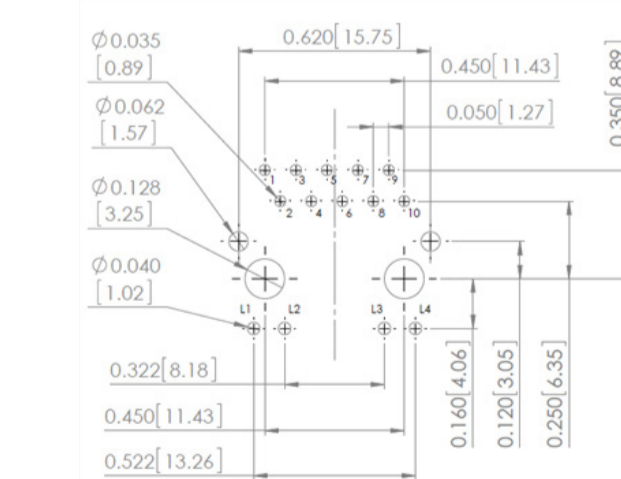 Ø0.035
[0.89]
0.620[15.75]
0.450[11.43]
0.350[8.89]
Ø0.062
[1.57]
0.050[1.27]
1 3 5 7 9
Ø0.128
[3.25]
2 4 6 8 10
Ø0.040
[1.02]
L1 L2 L3 L4
0.322[8.18]
0.450[11.43]
0.522[13.26]
0.160[4.06]
0.120[3.05]
0.250[6.35]